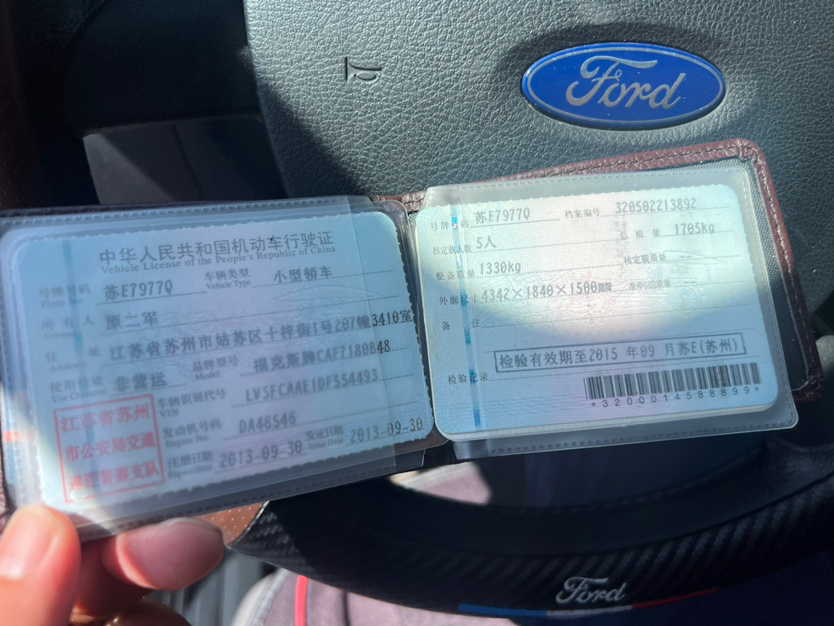 Ford
中华人民共和国机动车行驶证
Vehicle License of the People's Republic of China
号牌号码 苏E7977Q 车辆类型 小型轿车
Plate No. Vehicle Type
所有人 原二军
Owner
住址 江苏省苏州市姑苏区十梓街1号207幢3410室
Address
使用性质 非营运 品牌型号 福克斯牌CAF7180B48
Use Character Model
车辆识别代号 LVSFCAAE1DF554493
VIN
发动机号码 DA46546
Engine No.
注册日期 2013-09-30 发证日期 2013-09-30
Register Date Issue Date
江苏省苏州
市公安局交通
巡逻警察支队
号牌号码 苏E7977Q 档案编号 320502213892
核定载人数 5人 总质量 1705kg
整备质量 1330kg 核定载质量
外廓尺寸 4342×1840×1500mm
备注
检验有效期至2015 年09 月苏E(苏州)
检验记录
*3200014588899*
Ford